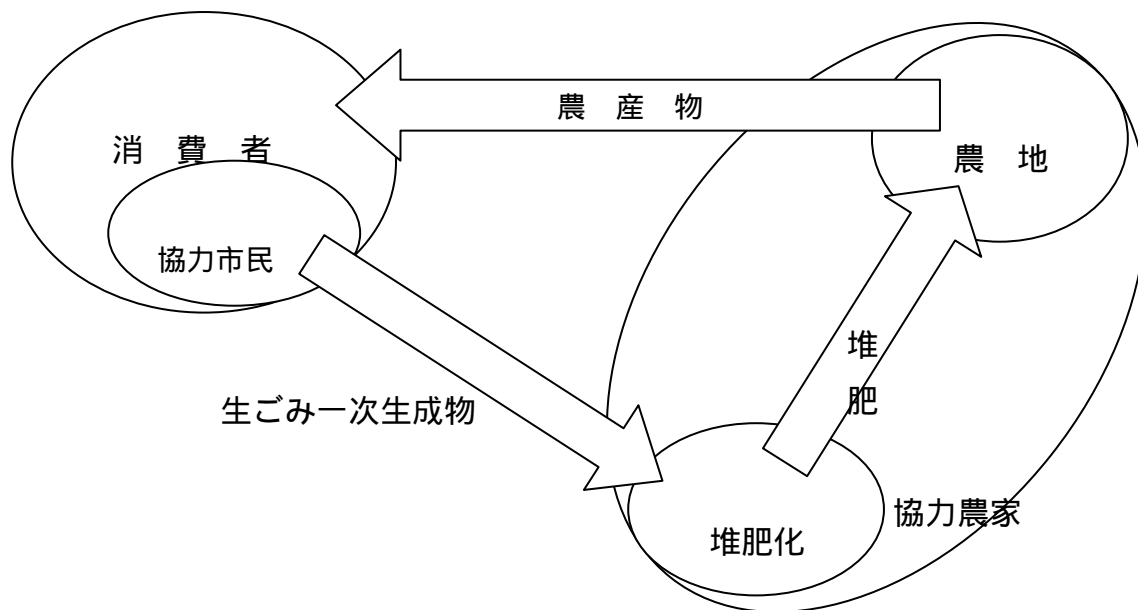 農　産　物
消　費　者
農　地
協力市民
堆
肥
生ごみ一次生成物
協力農家
堆肥化